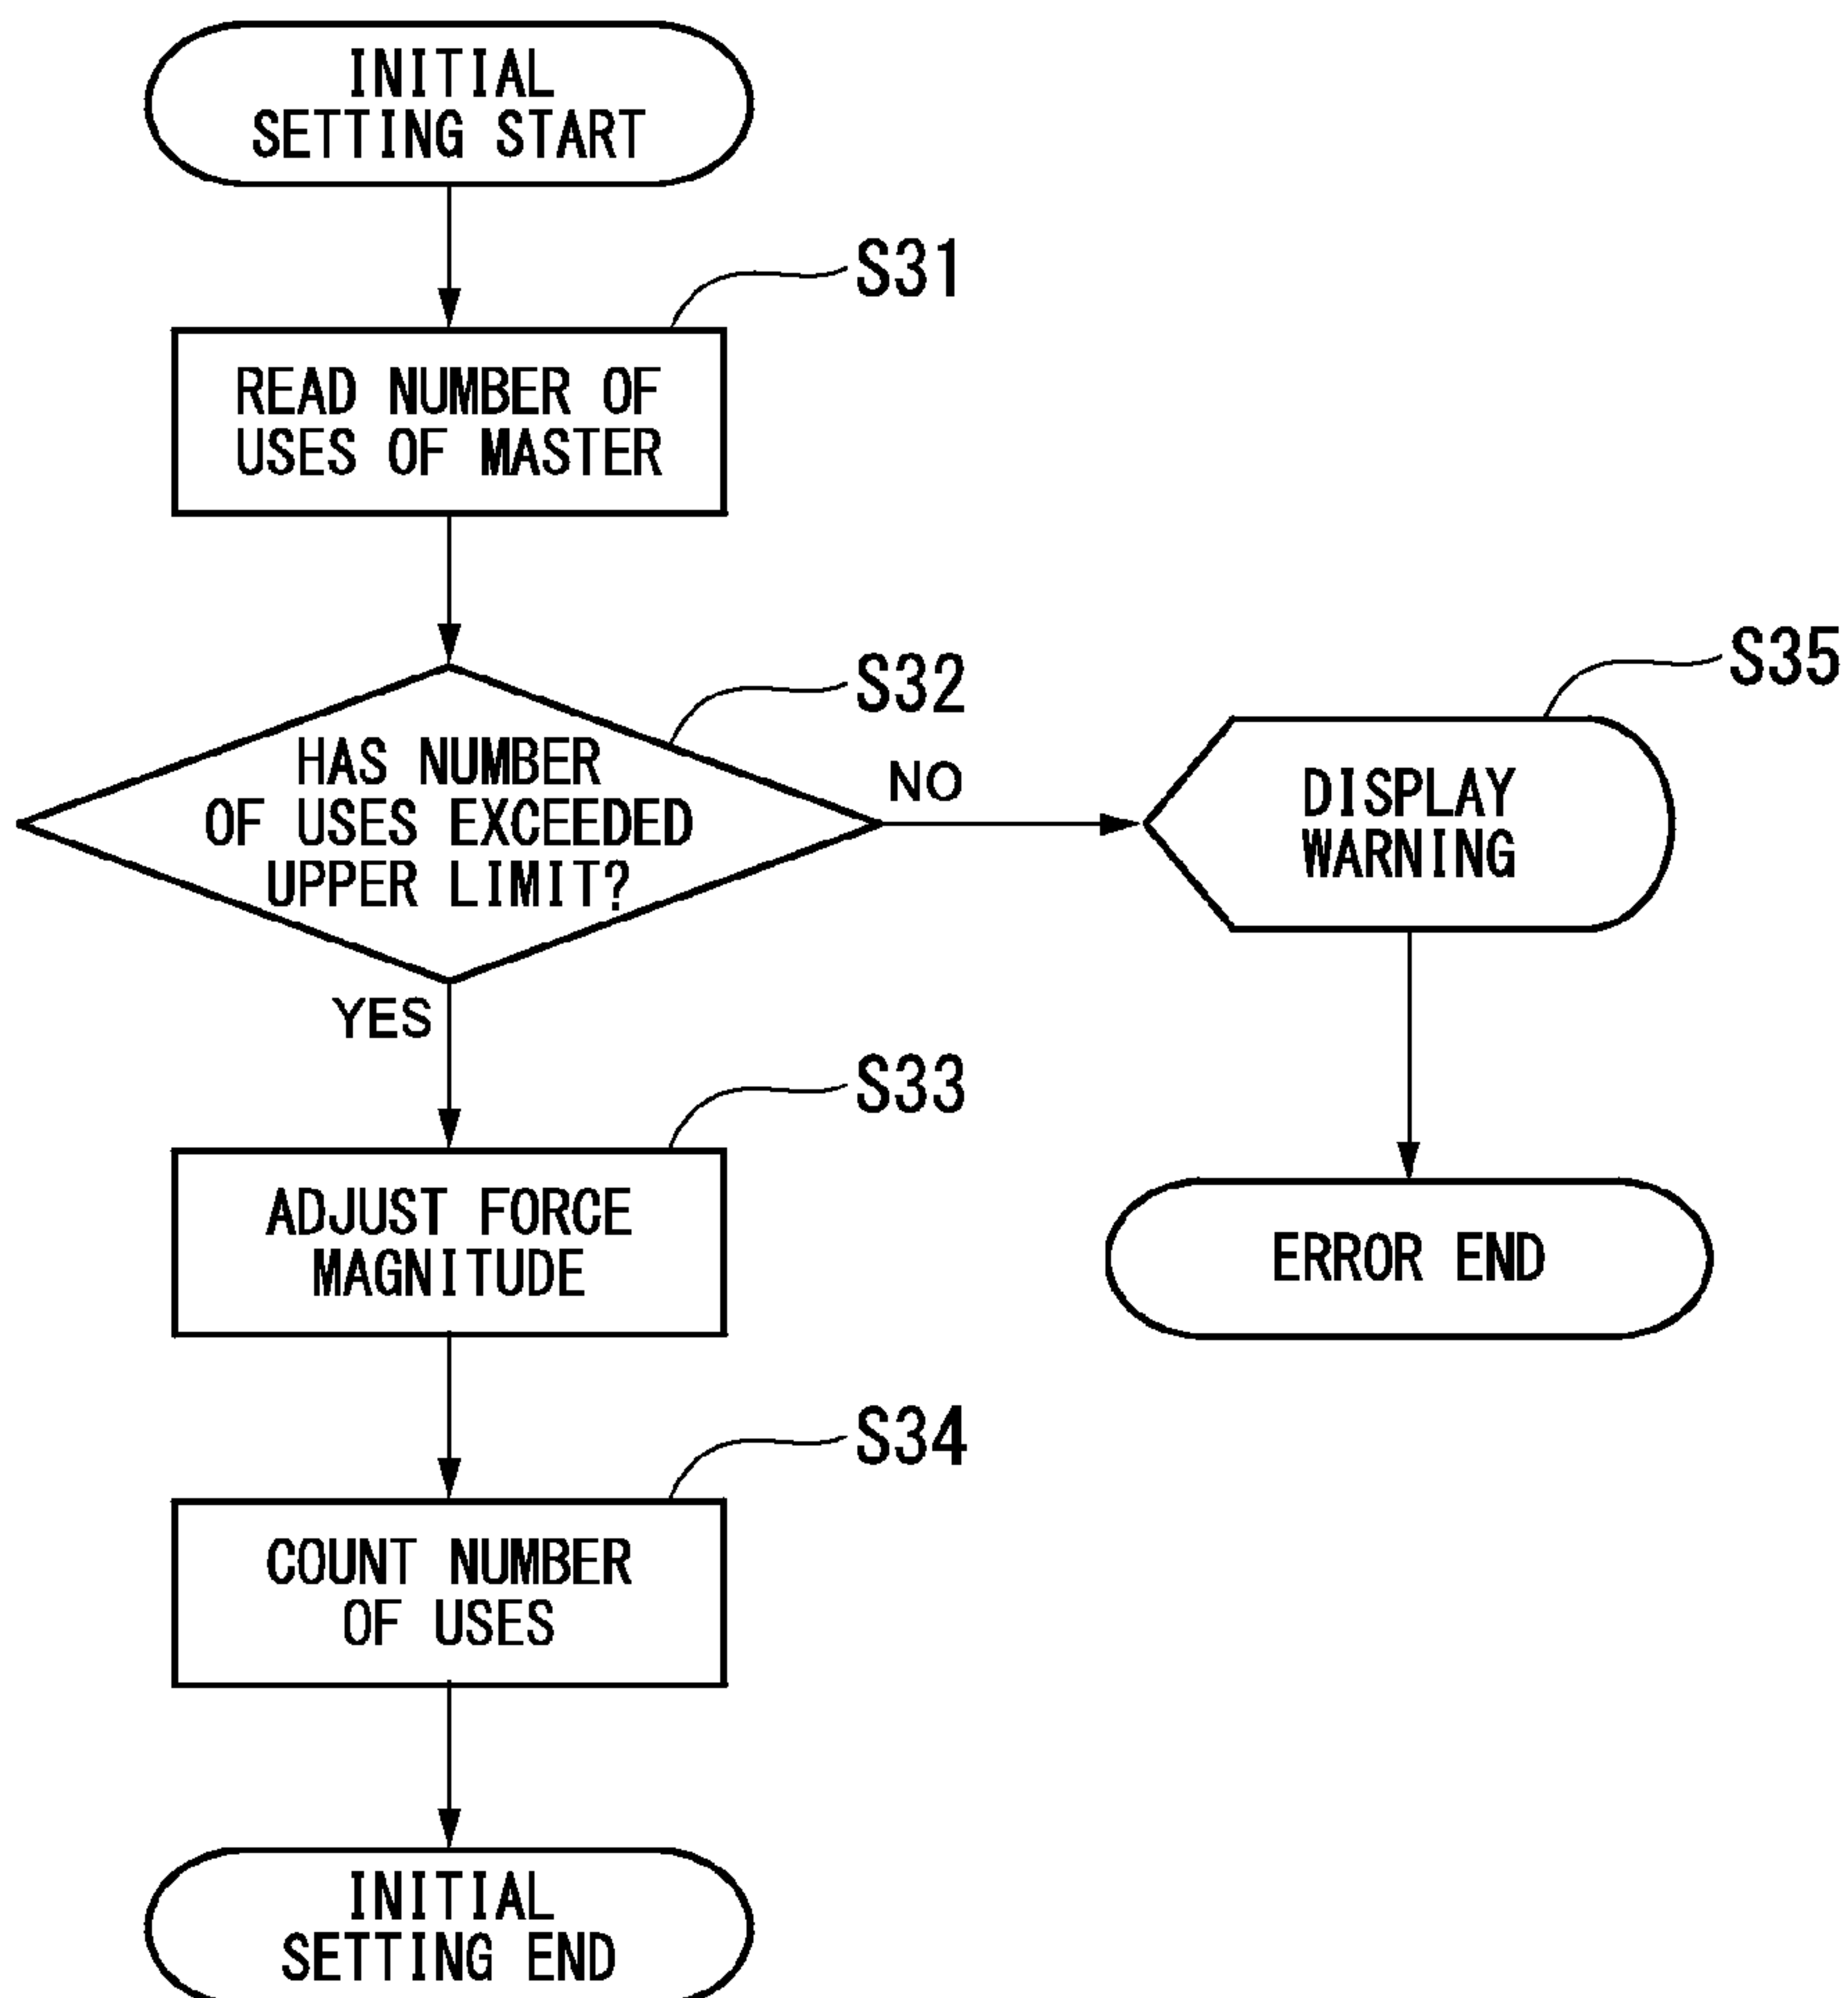 INITIAL
SETTING START
S31
READ NUMBER OF
USES OF MASTER
S32
HAS NUMBER
OF USES EXCEEDED
UPPER LIMIT?
NO
S35
DISPLAY
WARNING
YES
S33
ADJUST FORCE
MAGNITUDE
ERROR END
S34
COUNT NUMBER
OF USES
INITIAL
SETTING END